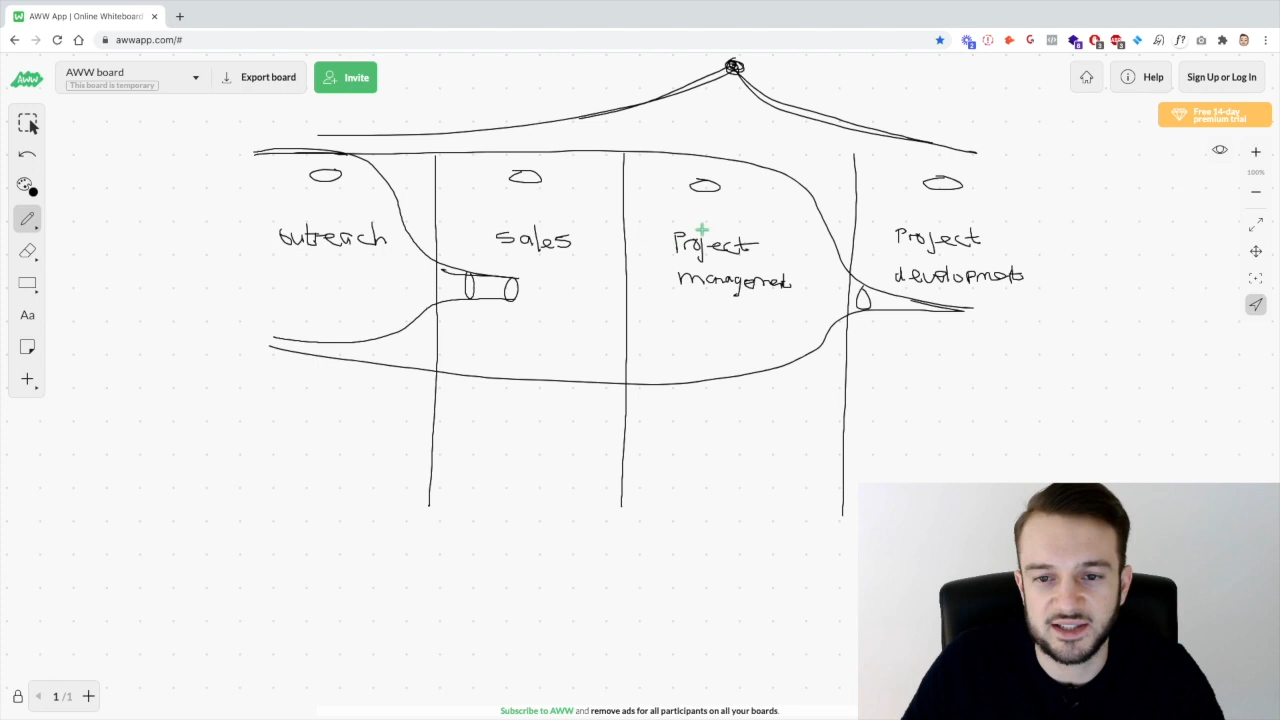 AWW App | Online Whiteboard
awwapp.com/#
AWW
AWW board
This board is temporary
Export board
Invite
Help
Sign Up or Log In
Free 14-day
premium trial
100%
Aa
outreach
sales
Project
management
Project
development
1 /1
Subscribe to AWW and remove ads for all participants on all your boards.